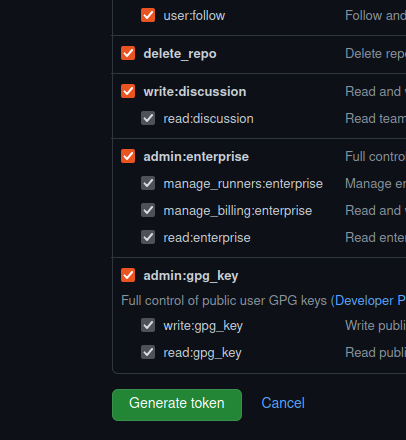 user:follow Follow and
delete_repo Delete rep
write:discussion Read and
read:discussion Read team
admin:enterprise Full contro
manage_runners:enterprise Manage en
manage_billing:enterprise Read and
read:enterprise Read ente
admin:gpg_key
Full control of public user GPG keys (Developer P
write:gpg_key Write publi
read:gpg_key Read publi
Generate token Cancel